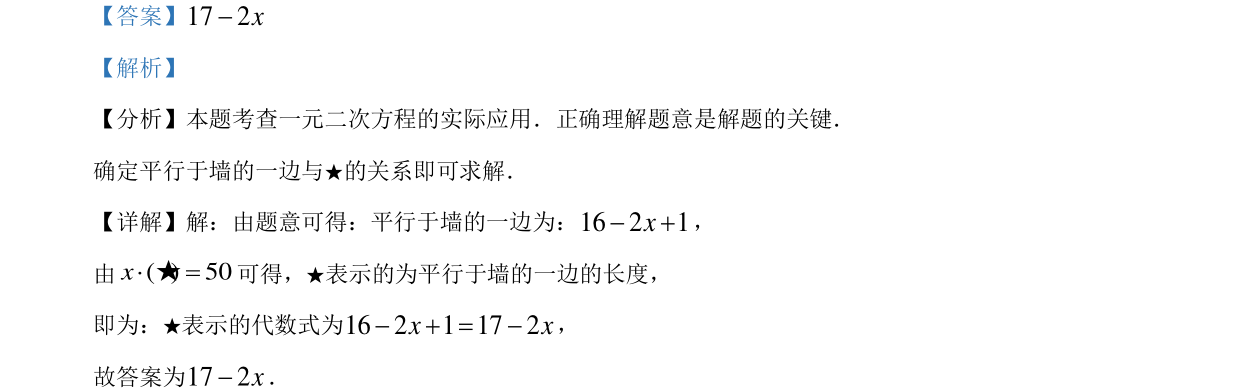 【答案】17－2x
【解析】
【分析】本题考查一元二次方程的实际应用．正确理解题意是解题的关键．
确定平行于墙的一边与★的关系即可求解．
【详解】解：由题意可得：平行于墙的一边为：16－2x+1，
由 x·(★)=50 可得，★表示的为平行于墙的一边的长度，
即为：★表示的代数式为16－2x+1=17－2x，
故答案为17－2x．